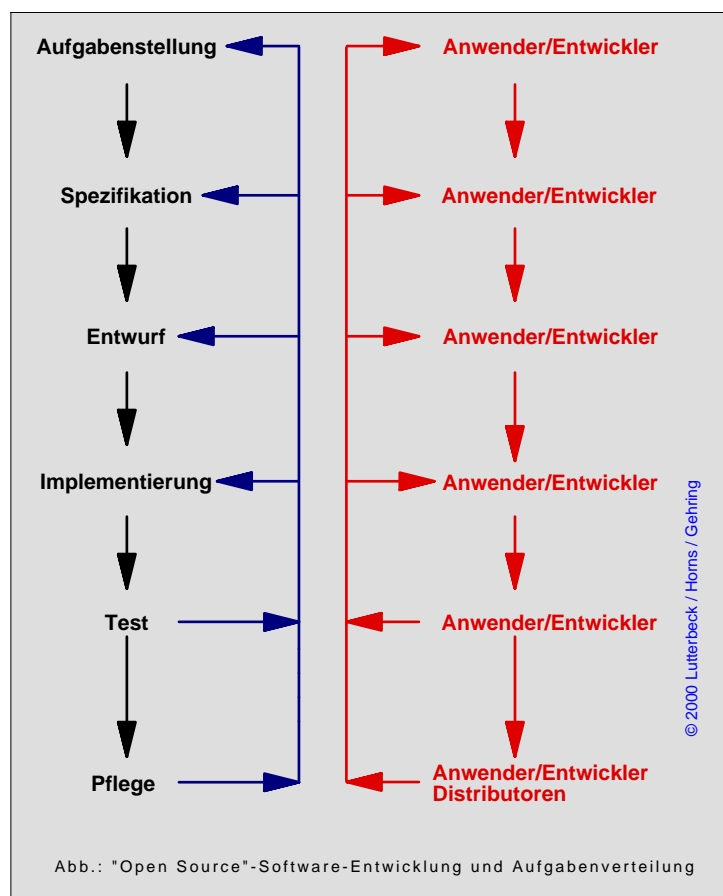 Aufgabenstellung Anwender/Entwickler
Spezifikation Anwender/Entwickler
Entwurf Anwender/Entwickler
Implementierung Anwender/Entwickler
Test Anwender/Entwickler
Pflege Anwender/Entwickler
Distributoren
© 2000 Lutterbeck / Horns / Gehring
Abb.: "Open Source"-Software-Entwicklung und Aufgabenverteilung